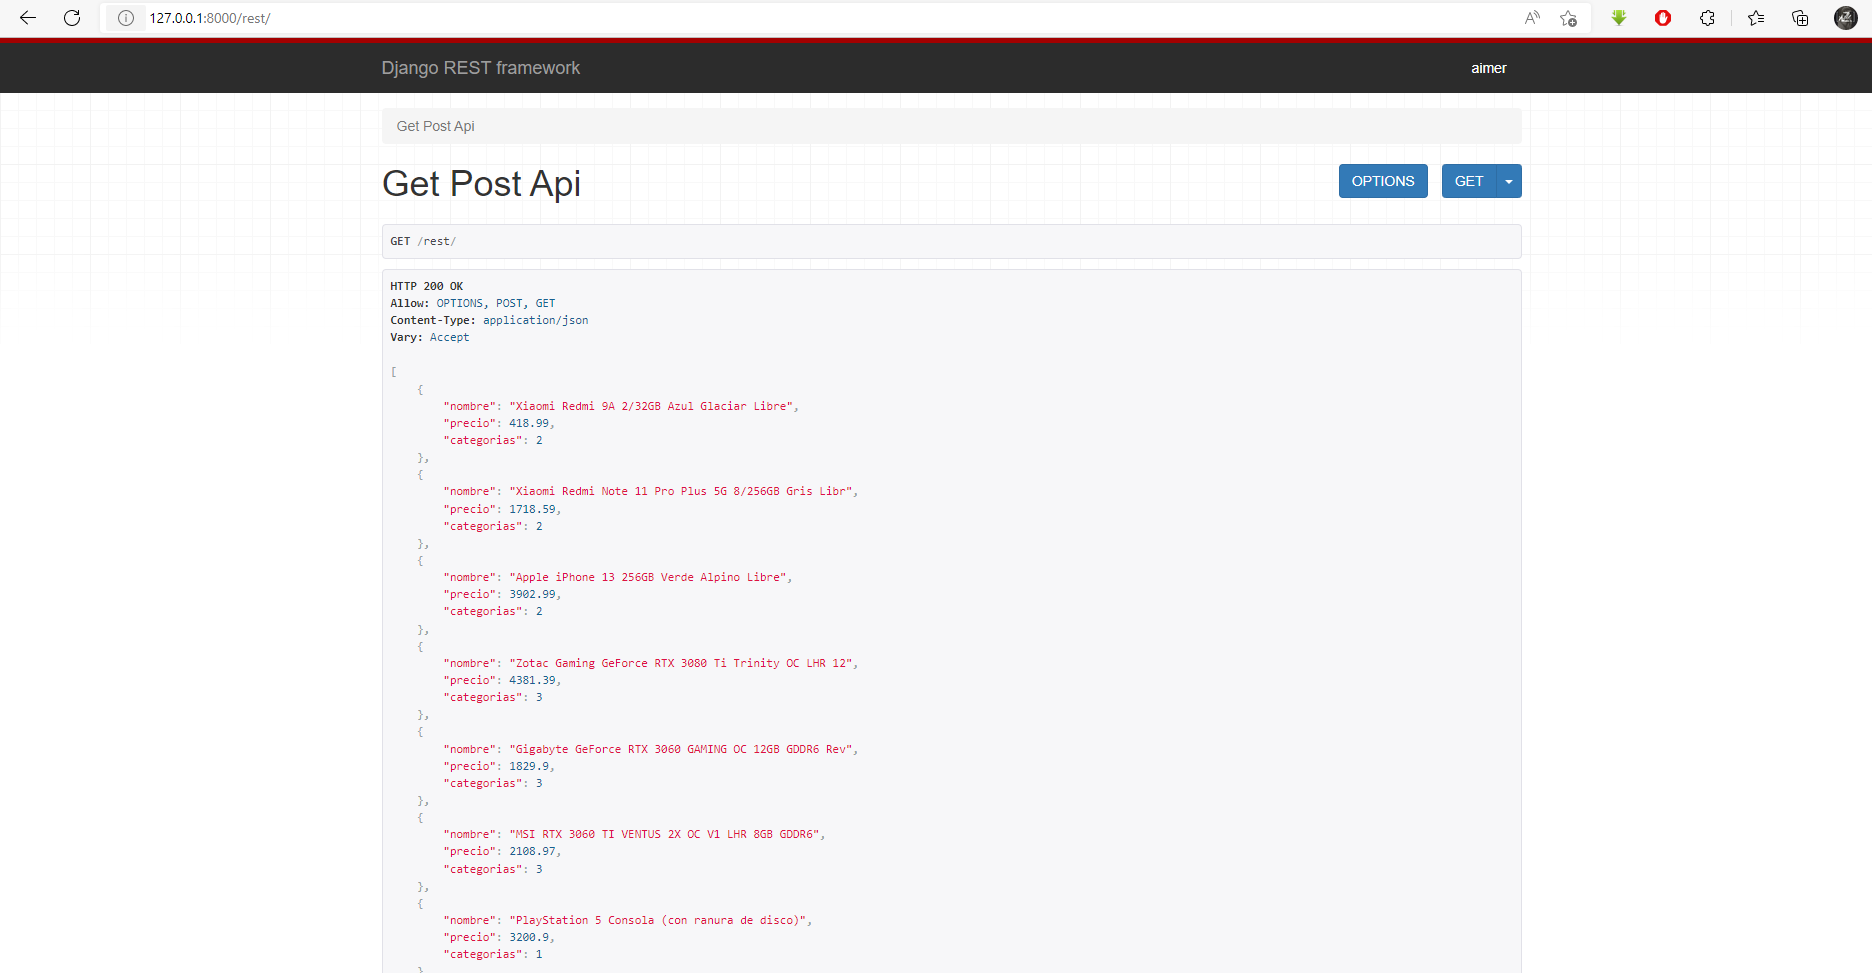 127.0.0.1:8000/rest/
Django REST framework
aimer
Get Post Api
Get Post Api
OPTIONS
GET
GET /rest/
HTTP 200 OK
Allow: OPTIONS, POST, GET
Content-Type: application/json
Vary: Accept
[
{
"nombre": "Xiaomi Redmi 9A 2/32GB Azul Glaciar Libre",
"precio": 418.99,
"categorias": 2
},
{
"nombre": "Xiaomi Redmi Note 11 Pro Plus 5G 8/256GB Gris Libr",
"precio": 1718.59,
"categorias": 2
},
{
"nombre": "Apple iPhone 13 256GB Verde Alpino Libre",
"precio": 3902.99,
"categorias": 2
},
{
"nombre": "Zotac Gaming GeForce RTX 3080 Ti Trinity OC LHR 12",
"precio": 4381.39,
"categorias": 3
},
{
"nombre": "Gigabyte GeForce RTX 3060 GAMING OC 12GB GDDR6 Rev",
"precio": 1829.9,
"categorias": 3
},
{
"nombre": "MSI RTX 3060 TI VENTUS 2X OC V1 LHR 8GB GDDR6",
"precio": 2108.97,
"categorias": 3
},
{
"nombre": "PlayStation 5 Consola (con ranura de disco)",
"precio": 3200.9,
"categorias": 1